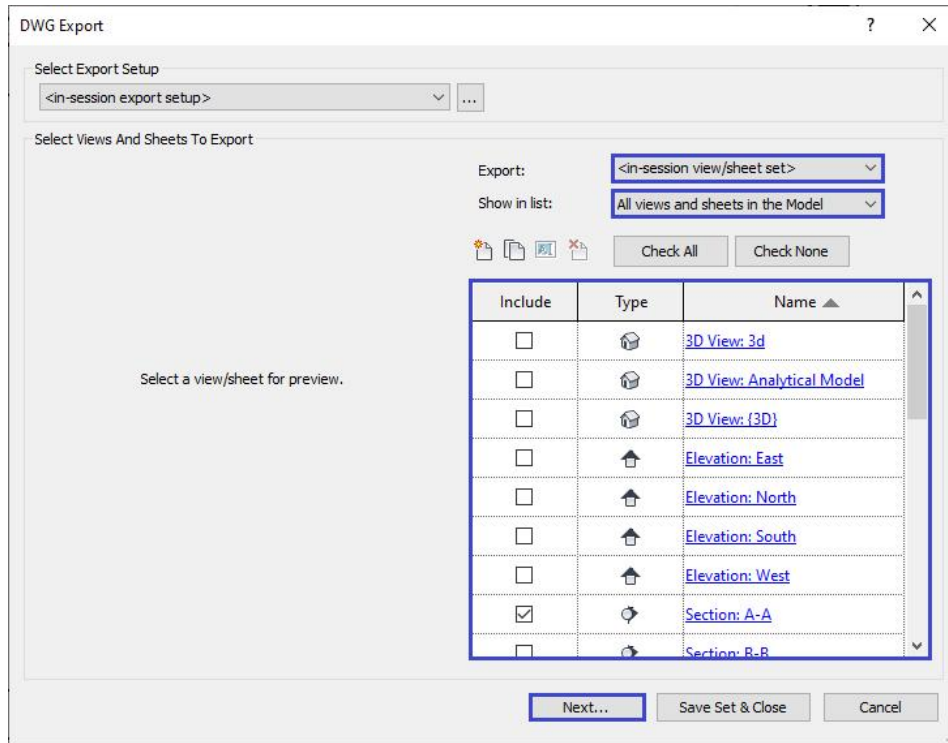 DWG Export
Select Export Setup
<in-session export setup>
...
Select Views And Sheets To Export
Export:
<in-session view/sheet set>
Show in list:
All views and sheets in the Model
Check All
Check None
Include Type Name
3D View: 3d
3D View: Analytical Model
3D View: {3D}
Elevation: East
Elevation: North
Elevation: South
Elevation: West
Section: A-A
Section: B-B
Select a view/sheet for preview.
Next...
Save Set & Close
Cancel